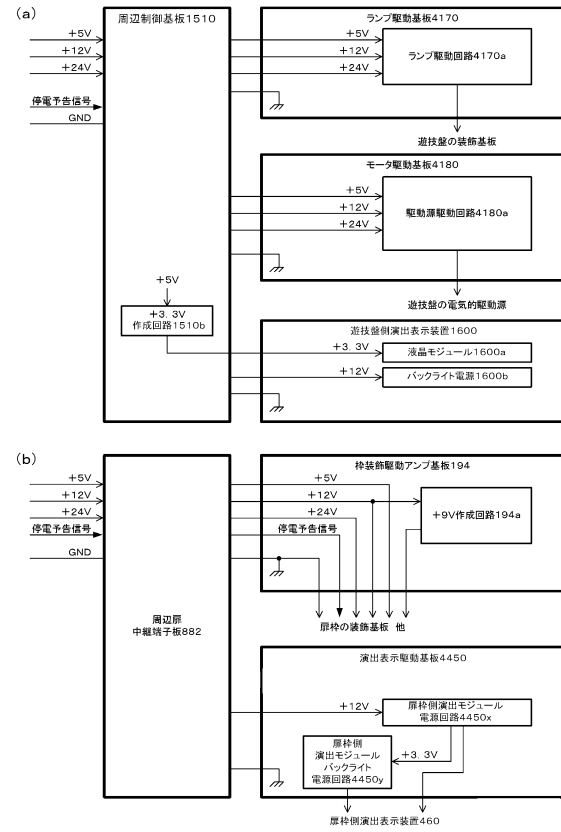 (a)
周辺制御基板1510
+5V
+12V
+24V
停電予告信号
GND
+5V
+3.3V
作成回路1510b
ランプ駆動基板4170
+5V
+12V
+24V
ランプ駆動回路4170a
遊技盤の装飾基板
モータ駆動基板4180
+5V
+12V
+24V
駆動源駆動回路4180a
遊技盤の電気的駆動源
遊技盤側演出表示装置1600
+3.3V
液晶モジュール1600a
+12V
バックライト電源1600b
(b)
+5V
+12V
+24V
停電予告信号
GND
周辺扉
中継端子板882
枠装飾駆動アンプ基板194
+5V
+12V
+24V
停電予告信号
+9V作成回路194a
扉枠の装飾基板 他
演出表示駆動基板4450
+12V
扉枠側演出モジュール
電源回路4450x
+3.3V
扉枠側
演出モジュール
バックライト
電源回路4450y
扉枠側演出表示装置460